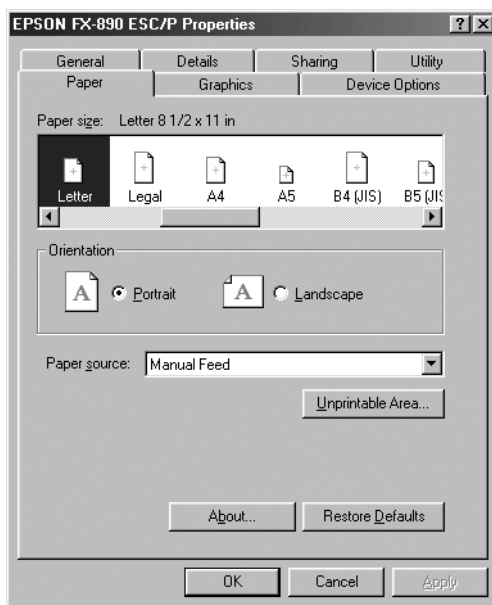 EPSON FX-890 ESC/P Properties ? ×
General Details Sharing Utility
Paper Graphics Device Options
Paper size: Letter 8 1/2 x 11 in
Letter Legal A4 A5 B4 (JIS) B5 (JIS
Orientation
A Portrait A Landscape
Paper source: Manual Feed
Unprintable Area...
About... Restore Defaults
OK Cancel Apply